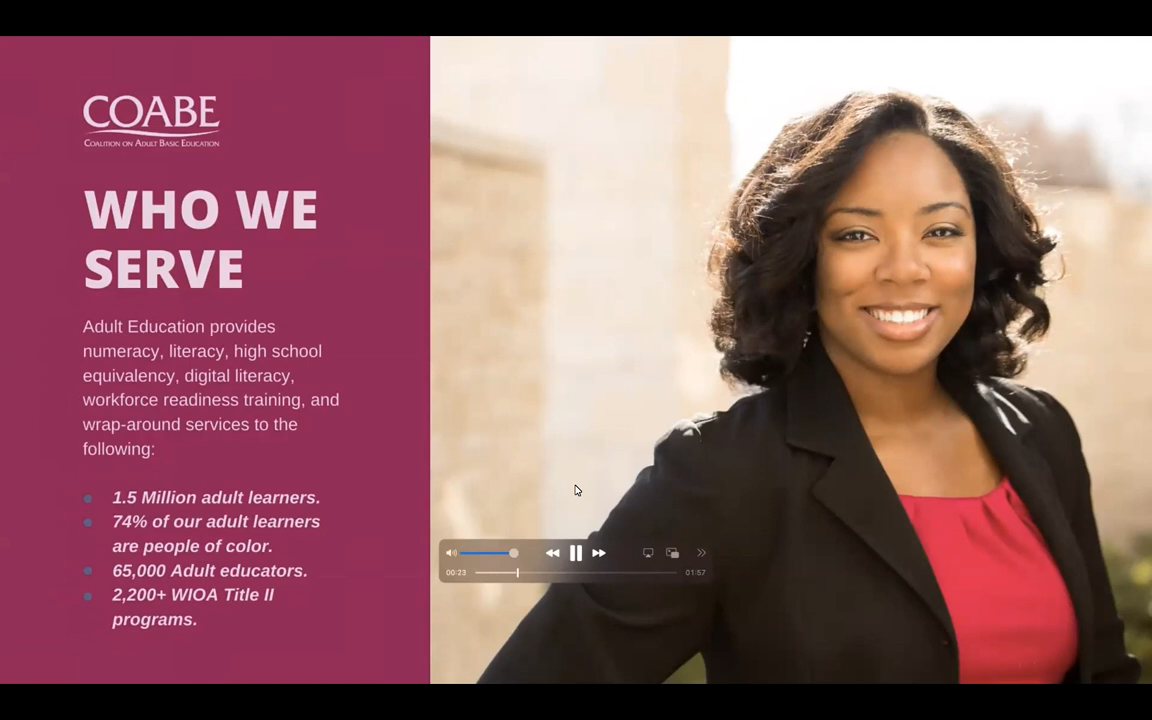 COABE
COALITION ON ADULT BASIC EDUCATION
WHO WE
SERVE
Adult Education provides
numeracy, literacy, high school
equivalency, digital literacy,
workforce readiness training, and
wrap-around services to the
following:
1.5 Million adult learners.
74% of our adult learners
are people of color.
65,000 Adult educators.
2,200+ WIOA Title II
programs.
00:23
01:57